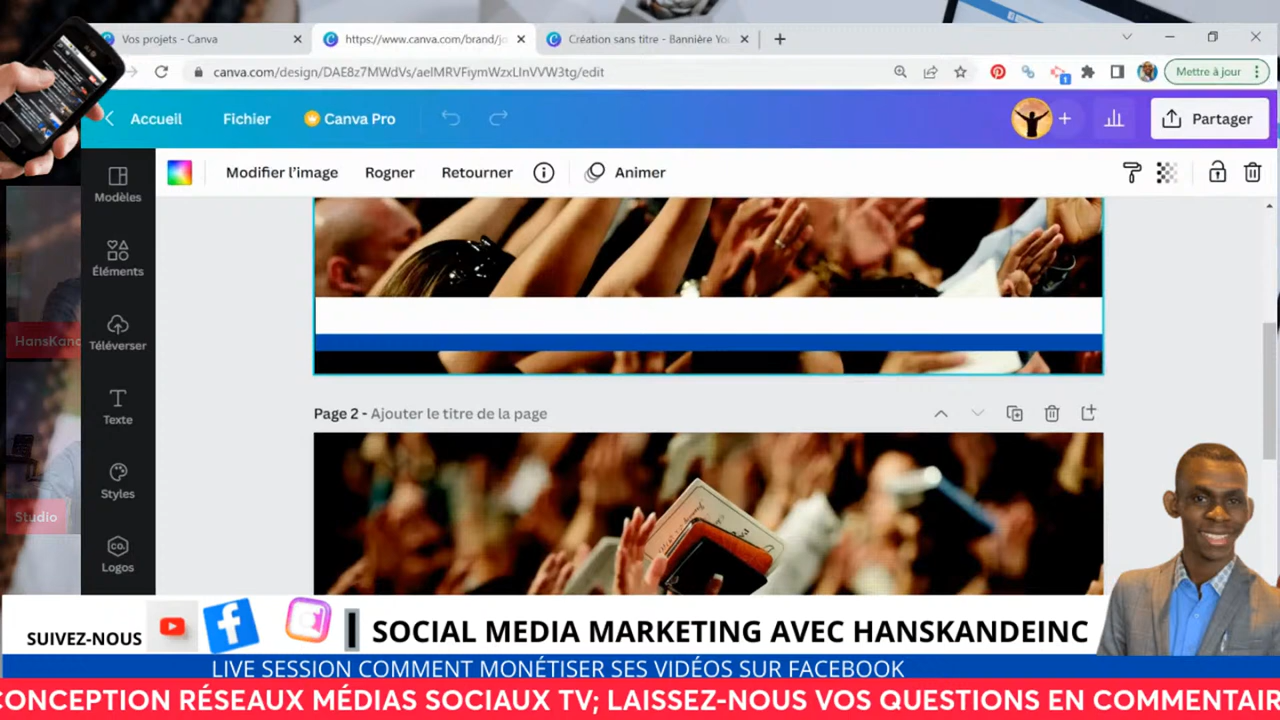 Vos projets - Canva
https://www.canva.com/brand/jo
Création sans titre - Bannière You
canva.com/design/DAE8z7MWdVs/aelMRVFiymWzxLInVVW3tg/edit
Mettre à jour
Accueil
Fichier
Canva Pro
Partager
Modifier l'image
Rogner
Retourner
Animer
Modèles
Éléments
Téléverser
Texte
Styles
CO.
Logos
HansKand
Studio
Page 2 - Ajouter le titre de la page
SUIVEZ-NOUS
SOCIAL MEDIA MARKETING AVEC HANSKANDEINC
LIVE SESSION COMMENT MONÉTISER SES VIDÉOS SUR FACEBOOK
CONCEPTION RÉSEAUX MÉDIAS SOCIAUX TV; LAISSEZ-NOUS VOS QUESTIONS EN COMMENTAIR